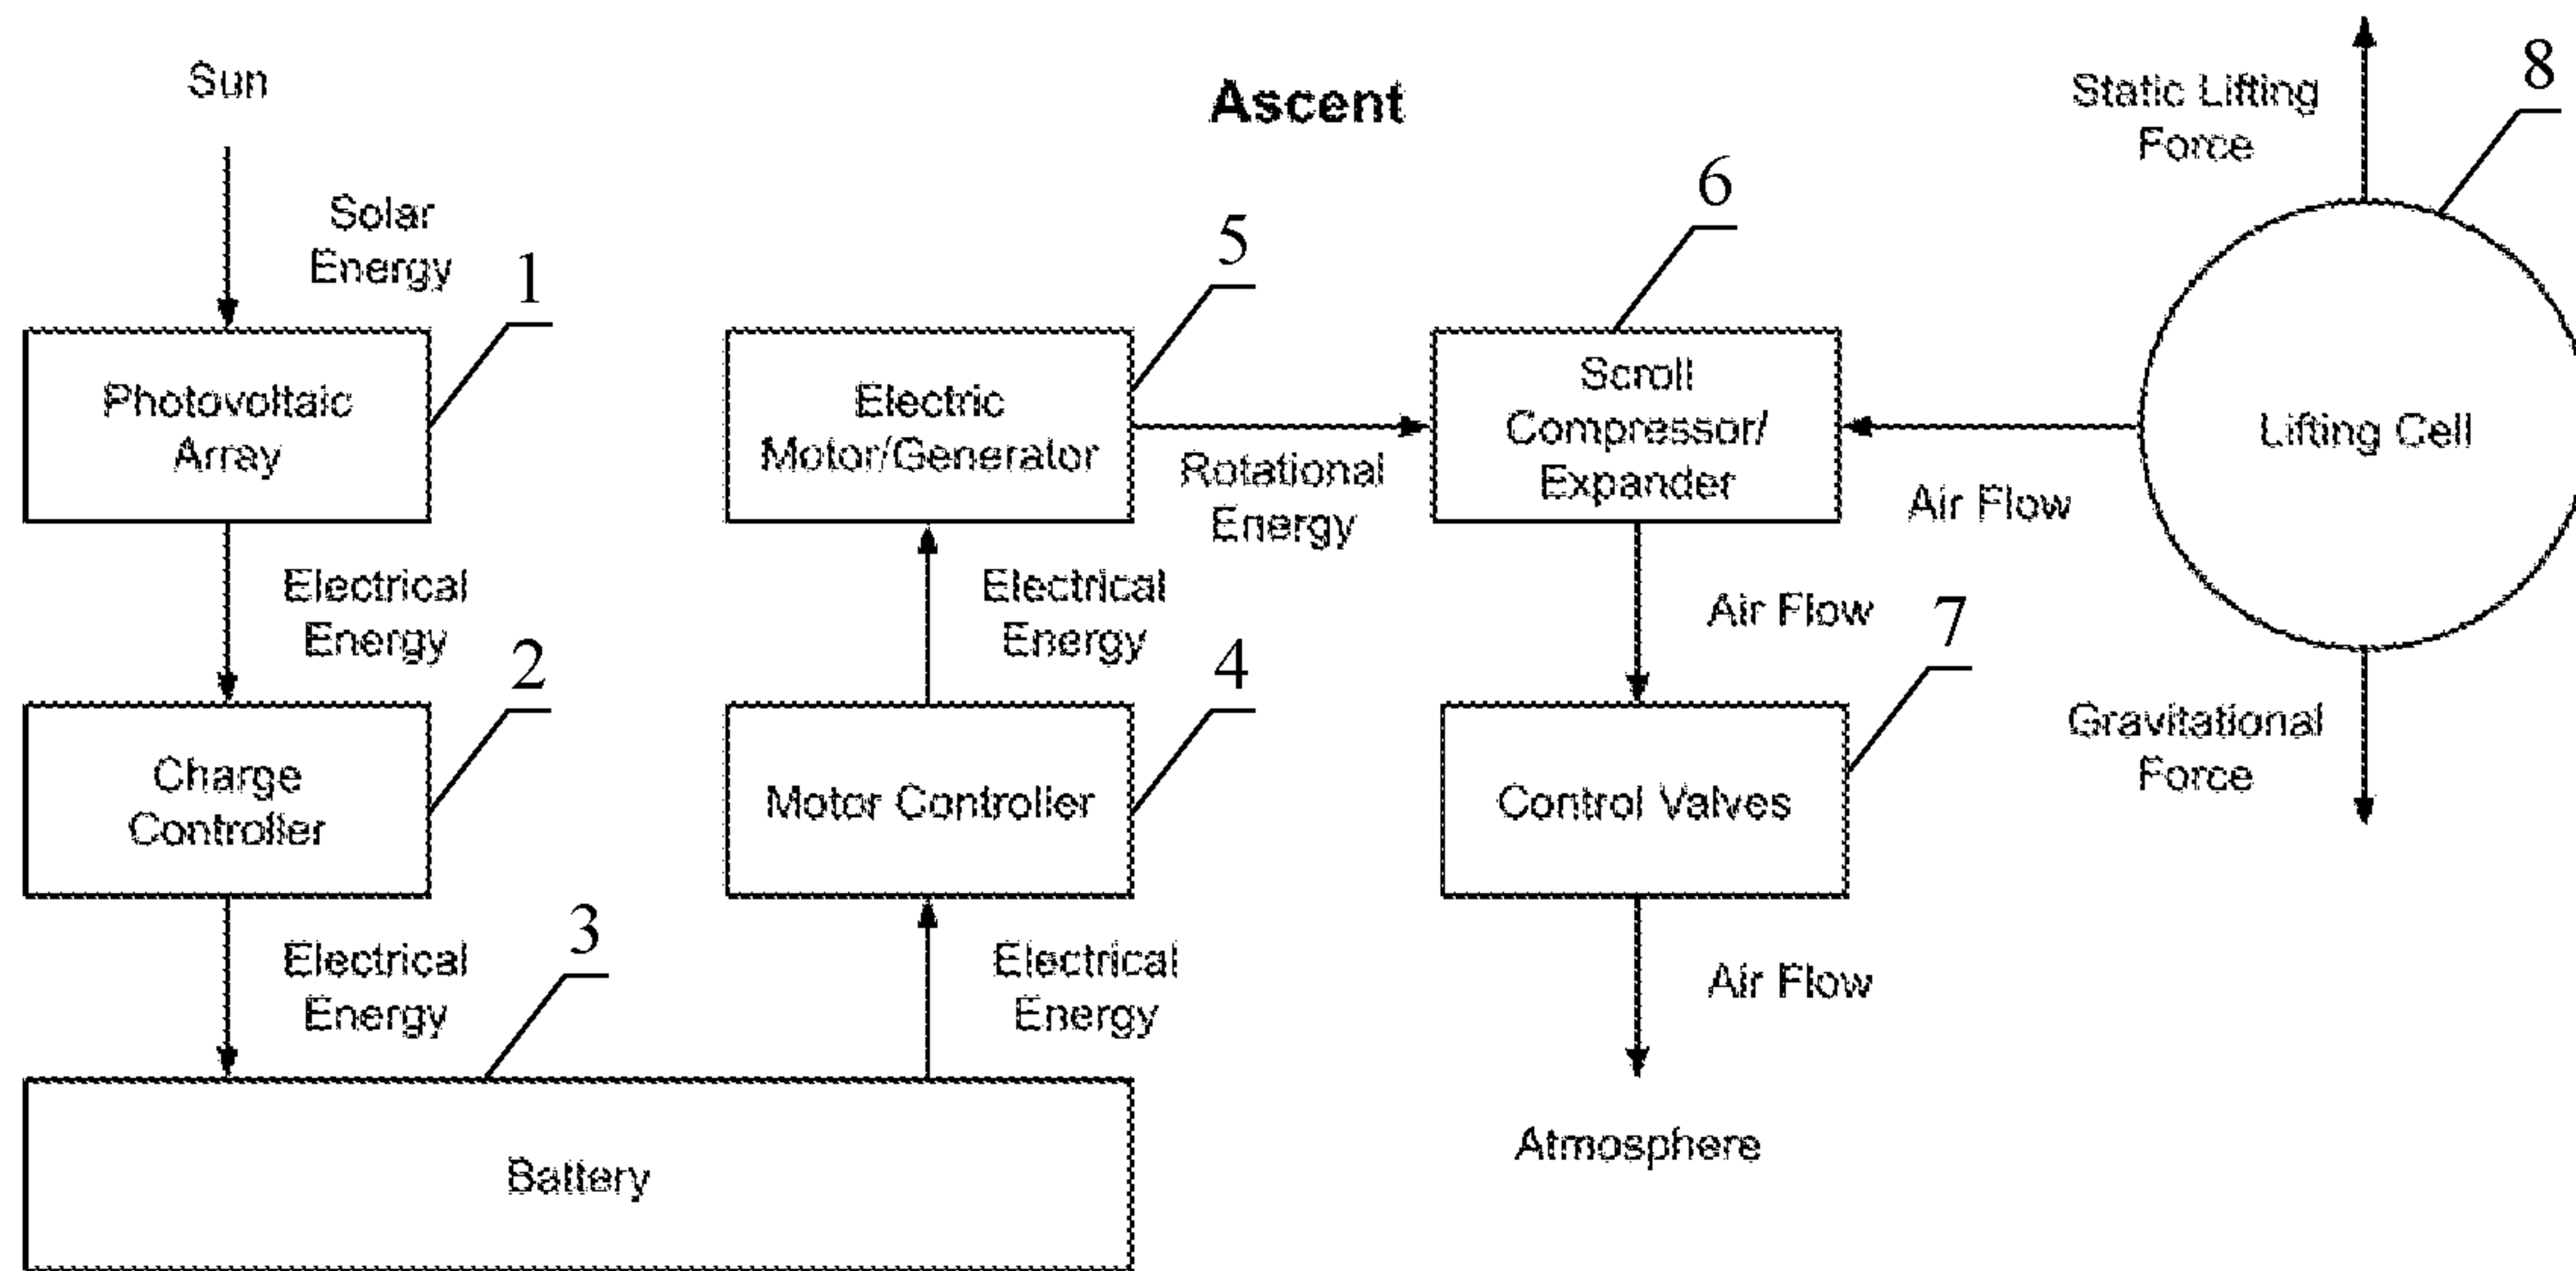 Sun
Ascent
Static Lifting
Force
8
Solar
Energy
1
5
6
Photovoltaic
Array
Electric
Motor/Generator
Rotational
Energy
Scroll
Compressor/
Expander
Air Flow
Lifting Cell
Electrical
Energy
Electrical
Energy
Air Flow
2
4
7
Charge
Controller
Motor Controller
Control Valves
Gravitational
Force
Electrical
Energy
3
Electrical
Energy
Air Flow
Battery
Atmosphere